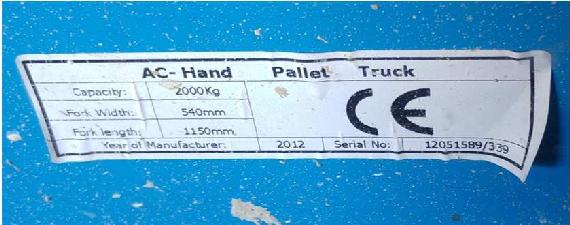 AC- Hand Pallet Truck
Capacity: 2000Kg
Fork Width: 540mm
Fork length: 1150mm
CE
Year of Manufacturer: 2012 Serial No: 12051589/339